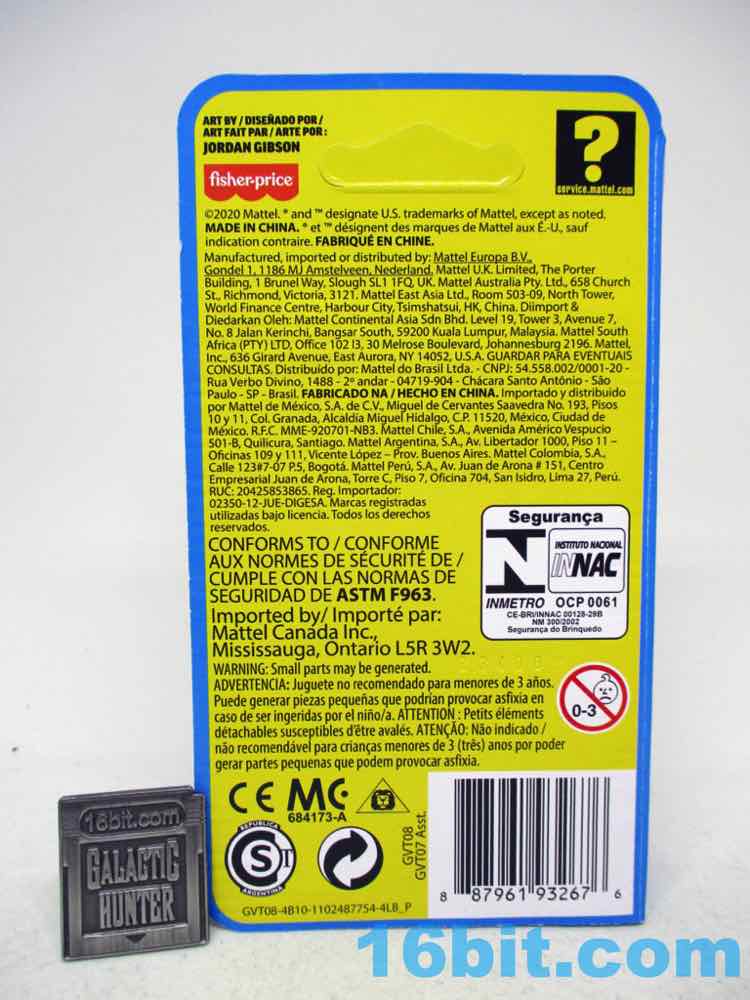 ART BY / DISEÑADO POR /
ART FAIT PAR / ARTE POR :
JORDAN GIBSON
fisher-price
?
service.mattel.com
©2020 Mattel. ® and ™ designate U.S. trademarks of Mattel, except as noted.
MADE IN CHINA. ® et ™ désignent des marques de Mattel aux É.-U., sauf
indication contraire. FABRIQUÉ EN CHINE.
Manufactured, imported or distributed by: Mattel Europa B.V.,
Gondel 1, 1186 MJ Amstelveen, Nederland. Mattel U.K. Limited, The Porter
Building, 1 Brunel Way, Slough SL1 1FQ, UK. Mattel Australia Pty. Ltd., 658 Church
St., Richmond, Victoria, 3121. Mattel East Asia Ltd., Room 503-09, North Tower,
World Finance Centre, Harbour City, Tsimshatsui, HK, China. Diimport &
Diedarkan Oleh: Mattel Continental Asia Sdn Bhd. Level 19, Tower 3, Avenue 7,
No. 8 Jalan Kerinchi, Bangsar South, 59200 Kuala Lumpur, Malaysia. Mattel South
Africa (PTY) LTD, Office 102 I3, 30 Melrose Boulevard, Johannesburg 2196. Mattel,
Inc., 636 Girard Avenue, East Aurora, NY 14052, U.S.A. GUARDAR PARA EVENTUAIS
CONSULTAS. Distribuído por: Mattel do Brasil Ltda. - CNPJ: 54.558.002/0001-20 -
Rua Verbo Divino, 1488 - 2º andar - 04719-904 - Chácara Santo Antônio - São
Paulo - SP - Brasil. FABRICADO NA / HECHO EN CHINA. Importado y distribuido
por Mattel de México, S.A. de C.V., Miguel de Cervantes Saavedra No. 193, Pisos
10 y 11, Col. Granada, Alcaldía Miguel Hidalgo, C.P. 11520, México, Ciudad de
México. R.F.C. MME-920701-NB3. Mattel Chile, S.A., Avenida Américo Vespucio
501-B, Quilicura, Santiago. Mattel Argentina, S.A., Av. Libertador 1000, Piso 11 –
Oficinas 109 y 111, Vicente López – Prov. Buenos Aires. Mattel Colombia, S.A.,
Calle 123#7-07 P.5, Bogotá. Mattel Perú, S.A., Av. Juan de Arona # 151, Centro
Empresarial Juan de Arona, Torre C, Piso 7, Oficina 704, San Isidro, Lima 27, Perú.
RUC: 20425853865. Reg. Importador:
02350-12-JUE-DIGESA. Marcas registradas
utilizadas bajo licencia. Todos los derechos
reservados.
Segurança
INSTITUTO NACIONAL
INNAC
INMETRO OCP 0061
CE-BRI/INNAC 00128-29B
NM 300/2002
Segurança do Brinquedo
CONFORMS TO / CONFORME
AUX NORMES DE SÉCURITÉ DE /
CUMPLE CON LAS NORMAS DE
SEGURIDAD DE ASTM F963.
Imported by/ Importé par:
Mattel Canada Inc.,
Mississauga, Ontario L5R 3W2.
WARNING: Small parts may be generated.
ADVERTENCIA: Juguete no recomendado para menores de 3 años.
Puede generar piezas pequeñas que podrían provocar asfixia en
caso de ser ingeridas por el niño/a. ATTENTION : Petits éléments
détachables susceptibles d'être avalés. ATENÇÃO: Não indicado /
não recomendável para crianças menores de 3 (três) anos por poder
gerar partes pequenas que podem provocar asfixia.
0-3
CE MC
684173-A
REPUBLICA
S T
ARGENTINA
GVT08
GVT07 Asst.
8 87961 93267 6
GVT08-4B10-1102487754-4LB_P
16bit.com
GALACTIC
HUNTER
16bit.com